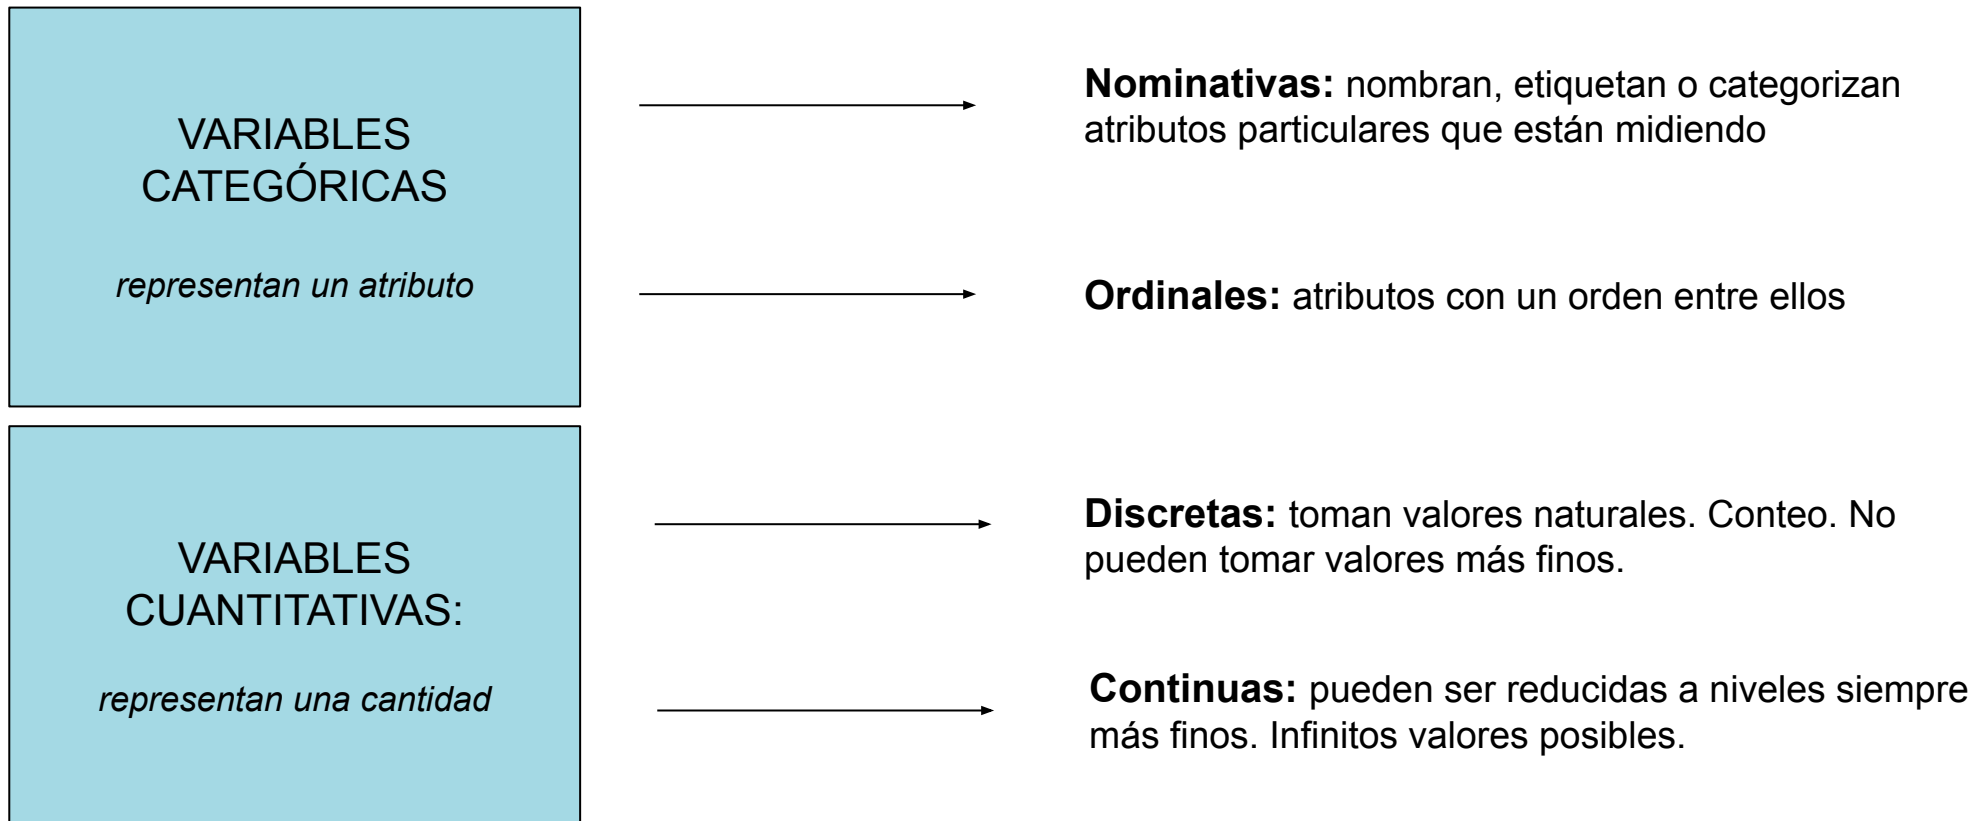 VARIABLES
CATEGÓRICAS
representan un atributo
Nominativas: nombran, etiquetan o categorizan
atributos particulares que están midiendo
Ordinales: atributos con un orden entre ellos
VARIABLES
CUANTITATIVAS:
representan una cantidad
Discretas: toman valores naturales. Conteo. No
pueden tomar valores más finos.
Continuas: pueden ser reducidas a niveles siempre
más finos. Infinitos valores posibles.